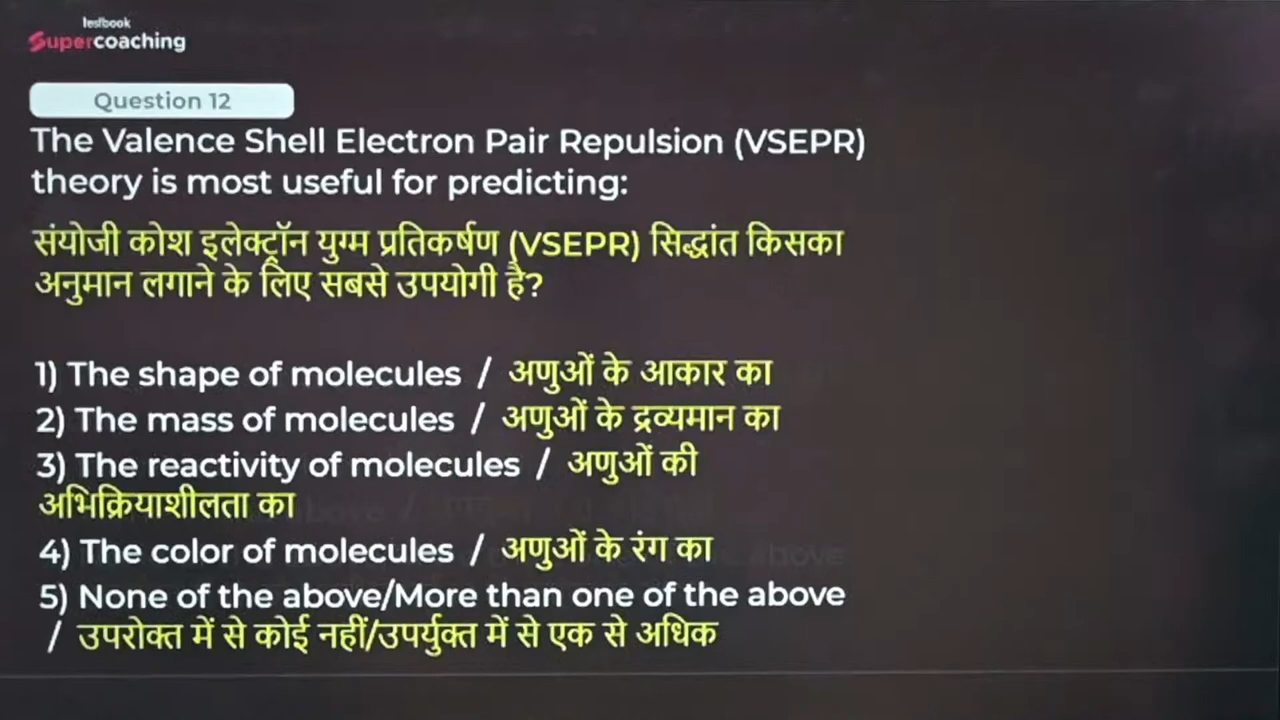 testbook
Supercoaching
Question 12
The Valence Shell Electron Pair Repulsion (VSEPR)
theory is most useful for predicting:
संयोजी कोश इलेक्ट्रॉन युग्म प्रतिकर्षण (VSEPR) सिद्धांत किसका
अनुमान लगाने के लिए सबसे उपयोगी है?
1) The shape of molecules / अणुओं के आकार का
2) The mass of molecules / अणुओं के द्रव्यमान का
3) The reactivity of molecules / अणुओं की
अभिक्रियाशीलता का
4) The color of molecules / अणुओं के रंग का
5) None of the above/More than one of the above
/ उपरोक्त में से कोई नहीं/उपर्युक्त में से एक से अधिक